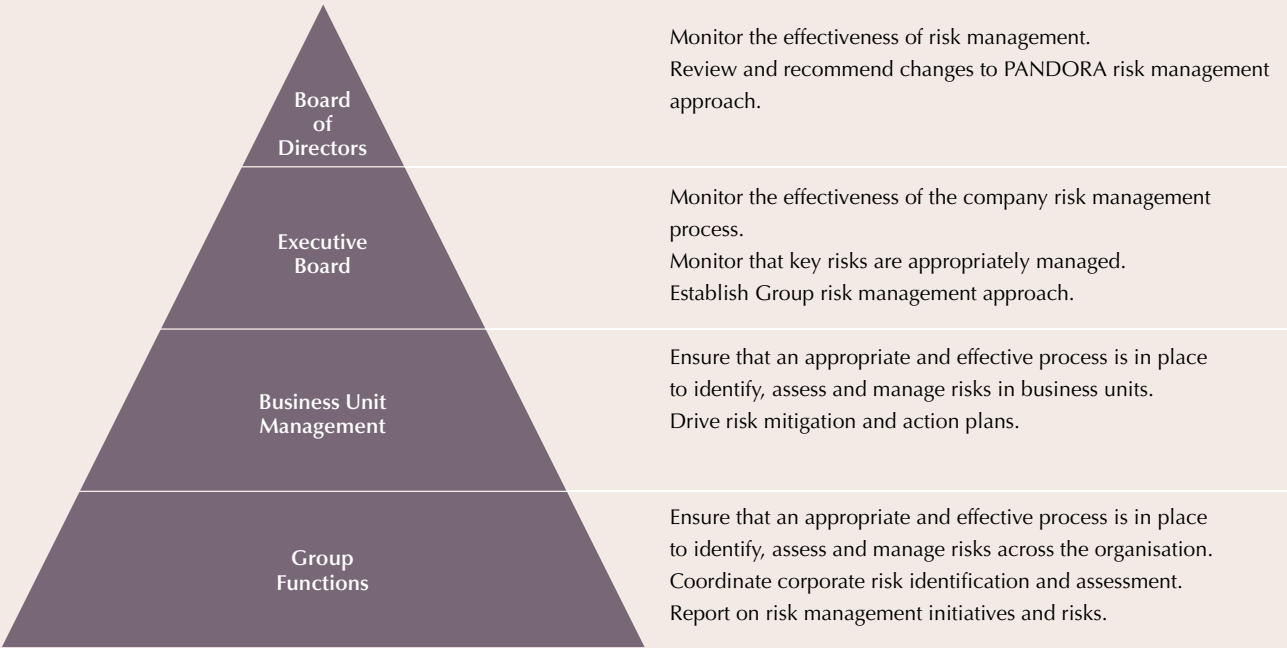 Board
of
Directors
Monitor the effectiveness of risk management.
Review and recommend changes to PANDORA risk management
approach.
Executive
Board
Monitor the effectiveness of the company risk management
process.
Monitor that key risks are appropriately managed.
Establish Group risk management approach.
Business Unit
Management
Ensure that an appropriate and effective process is in place
to identify, assess and manage risks in business units.
Drive risk mitigation and action plans.
Group
Functions
Ensure that an appropriate and effective process is in place
to identify, assess and manage risks across the organisation.
Coordinate corporate risk identification and assessment.
Report on risk management initiatives and risks.